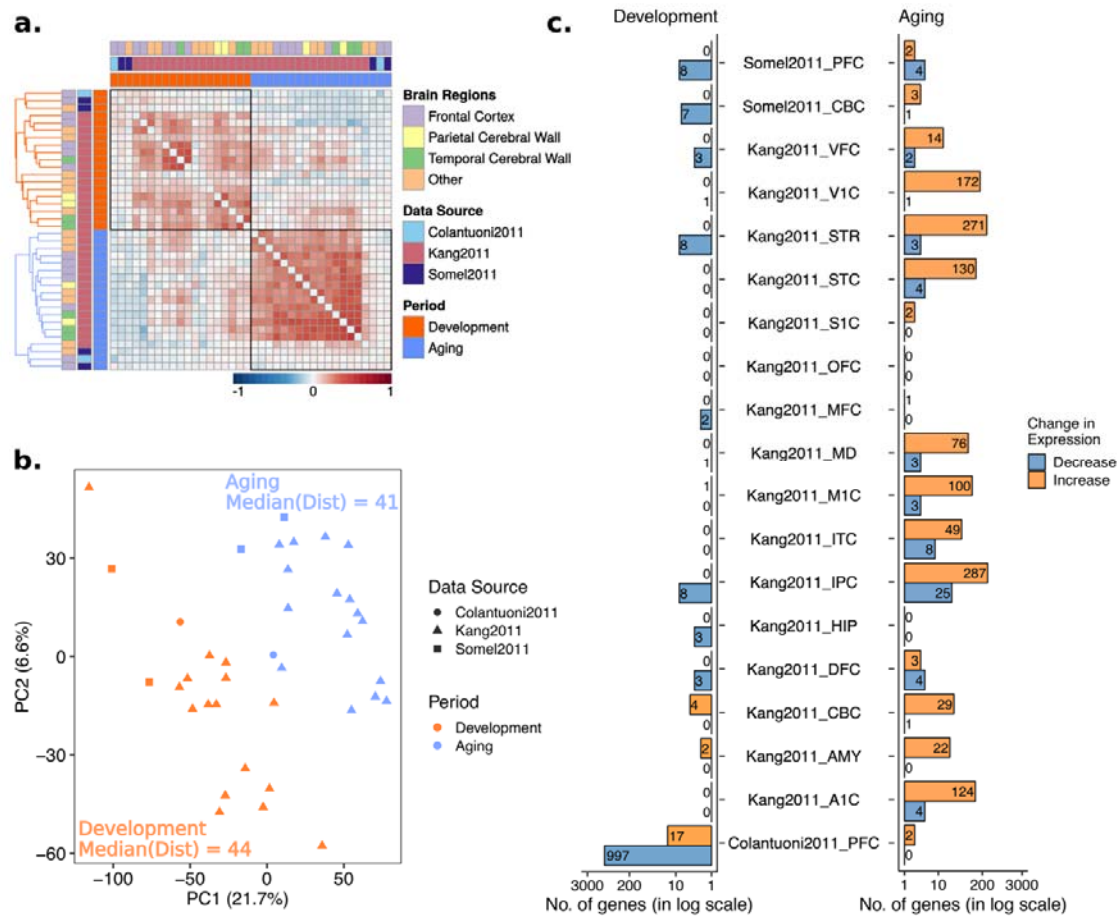 a.
Brain Regions
Frontal Cortex
Parietal Cerebral Wall
Temporal Cerebral Wall
Other
Data Source
Colantuoni2011
Kang2011
Somel2011
Period
Development
Aging
-1 0 1
b.
Aging
Median(Dist) = 41
Development
Median(Dist) = 44
PC2 (6.6%)
30
0
−30
−60
−100 −50 0 50
PC1 (21.7%)
Data Source
Colantuoni2011
Kang2011
Somel2011
Period
Development
Aging
c.
Development Aging
0 Somel2011_PFC 2
8 4
0 Somel2011_CBC 3
7 1
0 Kang2011_VFC 14
3 2
0 Kang2011_V1C 172
1 1
0 Kang2011_STR 271
8 3
0 Kang2011_STC 130
0 4
0 Kang2011_S1C 2
0 0
0 Kang2011_OFC 0
0 0
0 Kang2011_MFC 1
2 0
0 Kang2011_MD 76
1 3
1 Kang2011_M1C 100
0 3
0 Kang2011_ITC 49
0 8
0 Kang2011_IPC 287
8 25
0 Kang2011_HIP 0
3 0
0 Kang2011_DFC 3
3 4
4 Kang2011_CBC 29
0 1
2 Kang2011_AMY 22
0 0
0 Kang2011_A1C 124
0 4
17 Colantuoni2011_PFC 2
997 0
3000 200 10 1
No. of genes (in log scale)
1 10 200 3000
No. of genes (in log scale)
Change in
Expression
Decrease
Increase